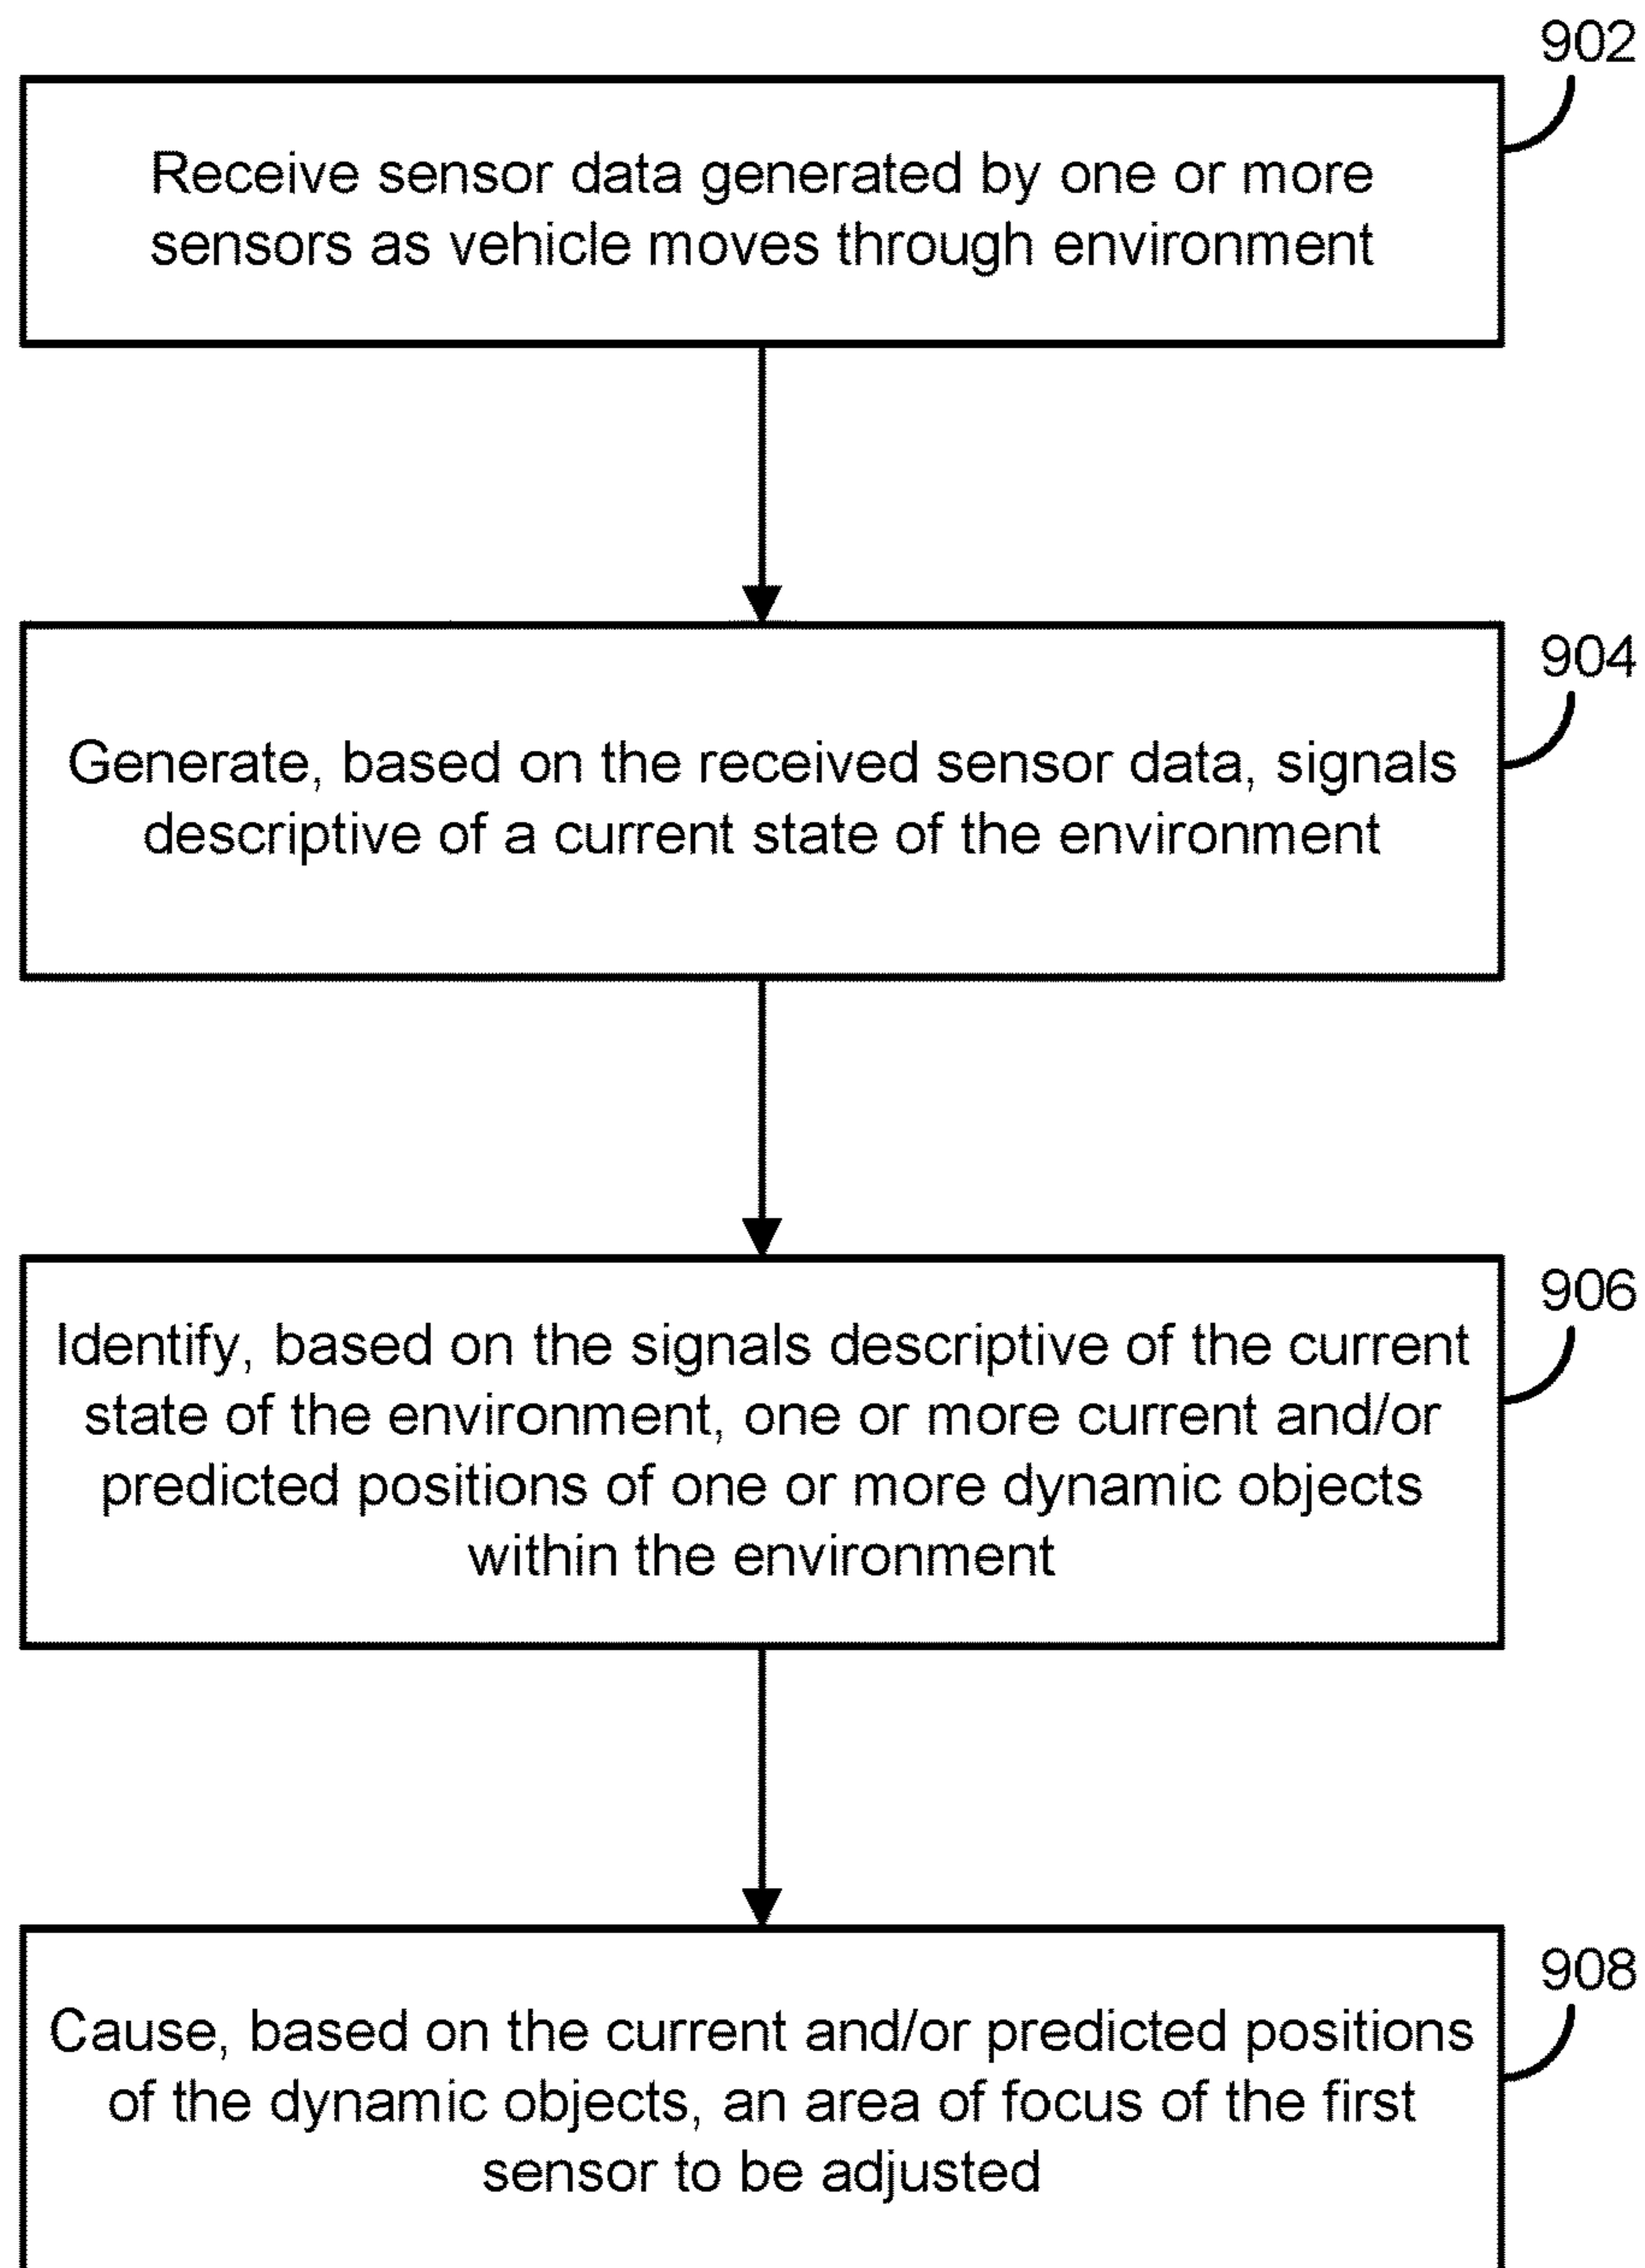 902
Receive sensor data generated by one or more
sensors as vehicle moves through environment
904
Generate, based on the received sensor data, signals
descriptive of a current state of the environment
906
Identify, based on the signals descriptive of the current
state of the environment, one or more current and/or
predicted positions of one or more dynamic objects
within the environment
908
Cause, based on the current and/or predicted positions
of the dynamic objects, an area of focus of the first
sensor to be adjusted